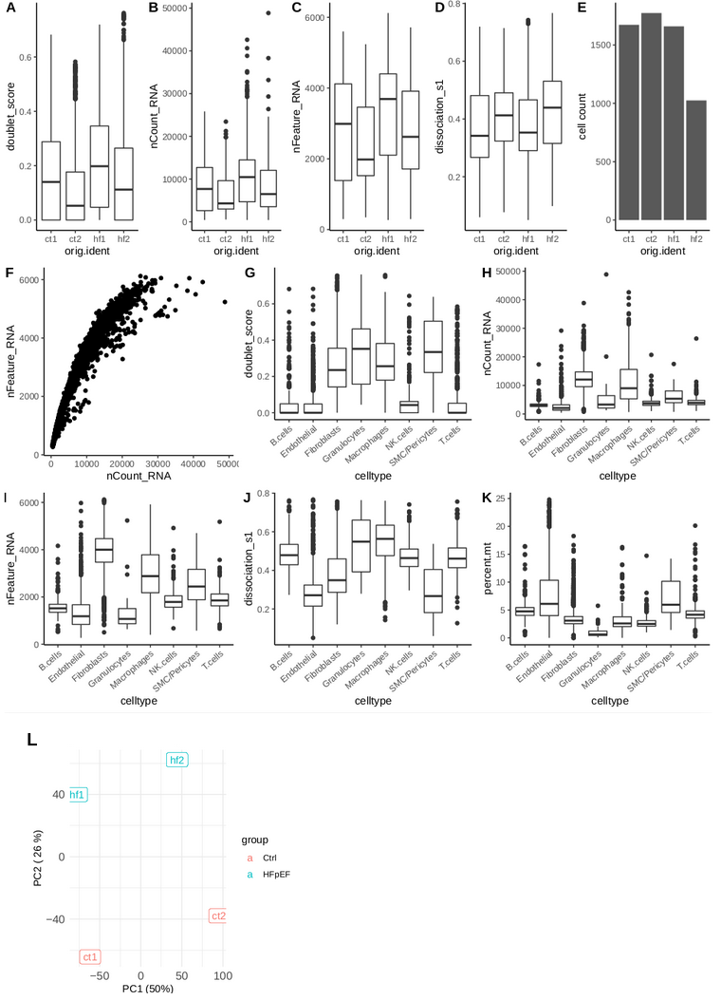 A
doublet_score
0.6
0.4
0.2
0.0
ct1 ct2 hf1 hf2
orig.ident
B
nCount_RNA
50000
40000
30000
20000
10000
0
ct1 ct2 hf1 hf2
orig.ident
C
nFeature_RNA
6000
4000
2000
0
ct1 ct2 hf1 hf2
orig.ident
D
dissociation_s1
0.8
0.6
0.4
0.2
ct1 ct2 hf1 hf2
orig.ident
E
cell count
1500
1000
500
0
ct1 ct2 hf1 hf2
orig.ident
F
nFeature_RNA
6000
4000
2000
0
0 10000 20000 30000 40000 5000
nCount_RNA
G
doublet_score
0.6
0.4
0.2
0.0
B.cells Endothelial Fibroblasts Granulocytes Macrophages NK.cells SMC/Pericytes T.cells
celltype
H
nCount_RNA
50000
40000
30000
20000
10000
0
B.cells Endothelial Fibroblasts Granulocytes Macrophages NK.cells SMC/Pericytes T.cells
celltype
I
nFeature_RNA
6000
4000
2000
0
B.cells Endothelial Fibroblasts Granulocytes Macrophages NK.cells SMC/Pericytes T.cells
celltype
J
dissociation_s1
0.8
0.6
0.4
0.2
B.cells Endothelial Fibroblasts Granulocytes Macrophages NK.cells SMC/Pericytes T.cells
celltype
K
percent.mt
25
20
15
10
5
0
B.cells Endothelial Fibroblasts Granulocytes Macrophages NK.cells SMC/Pericytes T.cells
celltype
L
PC2 ( 26 %)
40
0
−40
hf2
hf1
ct2
ct1
−50 0 50 100
PC1 (50%)
group
a Ctrl
a HFpEF